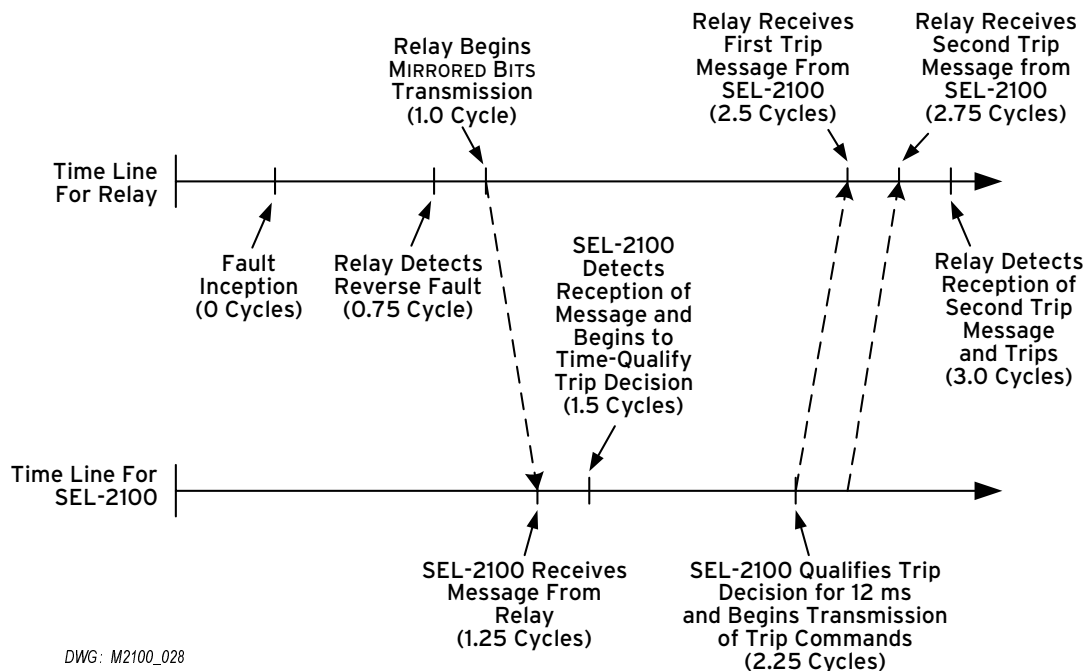 Relay Begins
MIRRORED BITS
Transmission
(1.0 Cycle)
Relay Receives
First Trip
Message From
SEL-2100
(2.5 Cycles)
Relay Receives
Second Trip
Message from
SEL-2100
(2.75 Cycles)
Time Line
For Relay
Fault
Inception
(0 Cycles)
Relay Detects
Reverse Fault
(0.75 Cycle)
SEL-2100
Detects
Reception of
Message and
Begins to
Time-Qualify
Trip Decision
(1.5 Cycles)
Relay Detects
Reception of
Second Trip
Message
and Trips
(3.0 Cycles)
Time Line For
SEL-2100
SEL-2100 Receives
Message From
Relay
(1.25 Cycles)
SEL-2100 Qualifies Trip
Decision for 12 ms
and Begins Transmission
of Trip Commands
(2.25 Cycles)
DWG: M2100_028